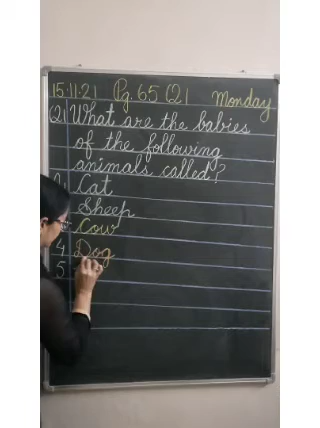 15.11.21 Pg. 65 Q1 Monday
Q1 What are the babies
of the following
animals called?
Cat
Sheep
Cow
4 Dog
5